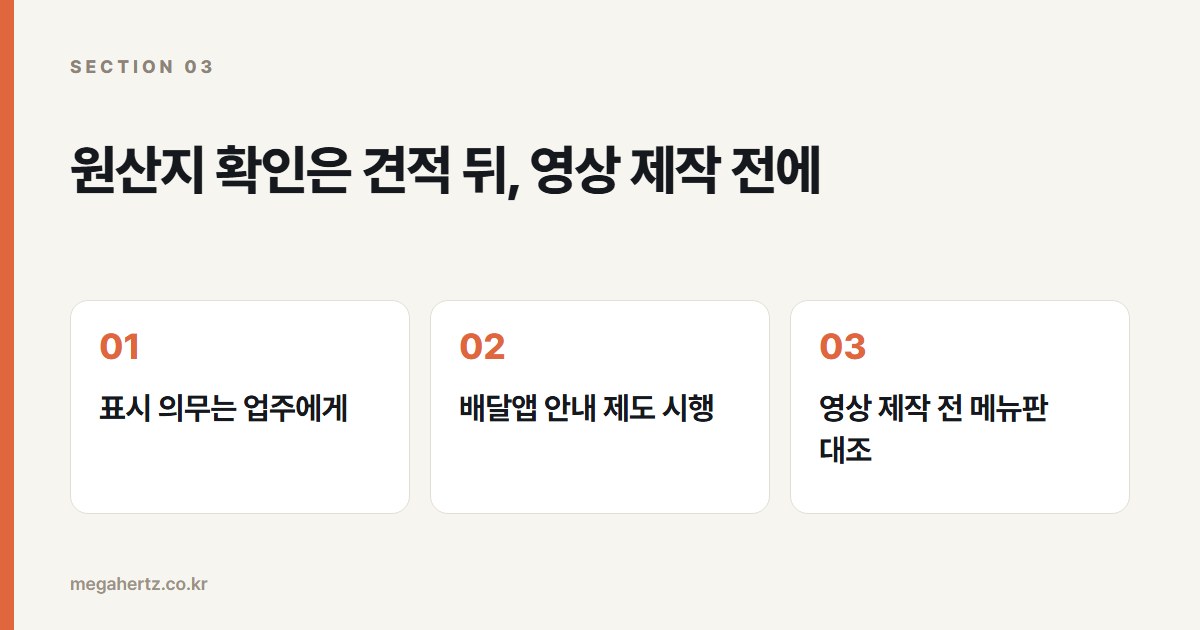 SECTION 03
원산지 확인은 견적 뒤, 영상 제작 전에
01
표시 의무는 업주에게
02
배달앱 안내 제도 시행
03
영상 제작 전 메뉴판
대조
megahertz.co.kr